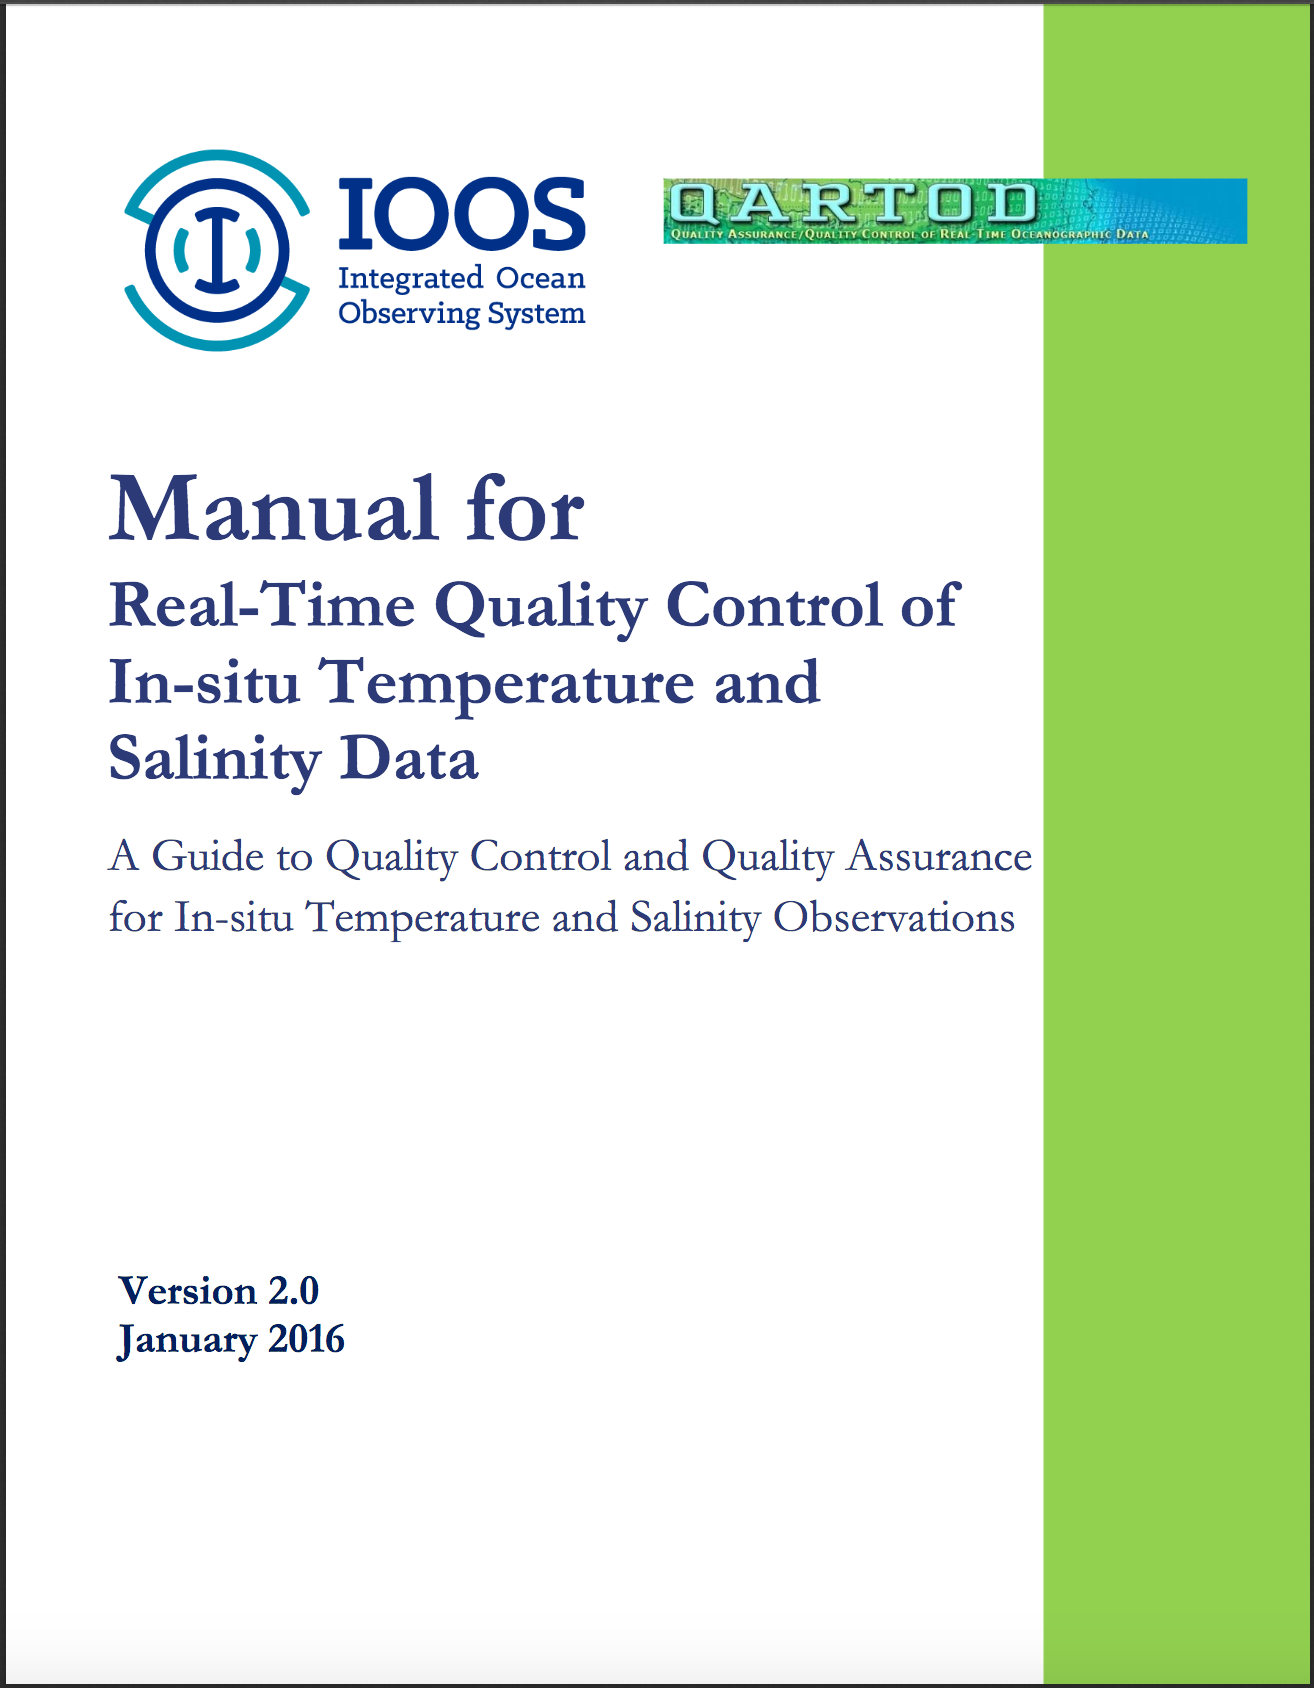 IOOS
Integrated Ocean
Observing System
QARTOD
Quality Assurance/Quality Control of Real-Time Oceanographic Data
Manual for
Real-Time Quality Control of
In-situ Temperature and
Salinity Data
A Guide to Quality Control and Quality Assurance
for In-situ Temperature and Salinity Observations
Version 2.0
January 2016